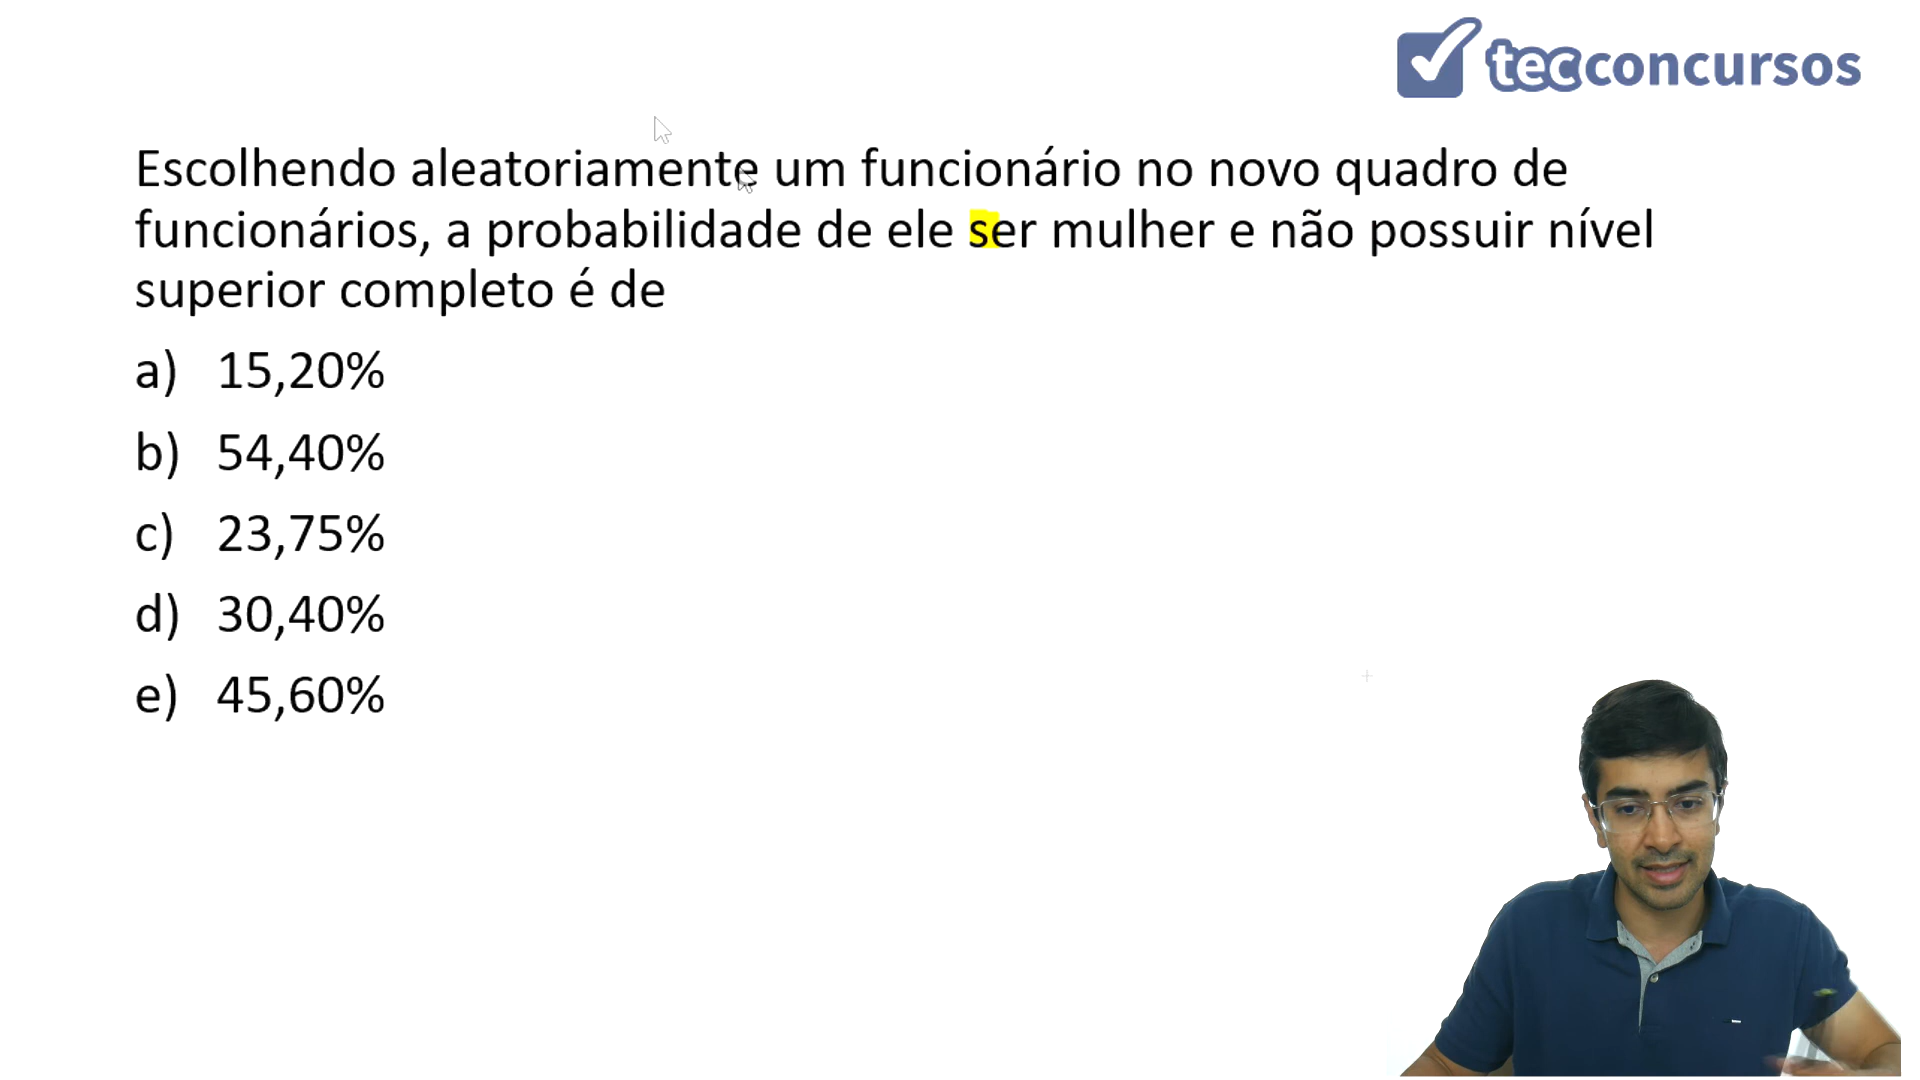 tecconcursos
Escolhendo aleatoriamente um funcionário no novo quadro de
funcionários, a probabilidade de ele ser mulher e não possuir nível
superior completo é de
a) 15,20%
b) 54,40%
c) 23,75%
d) 30,40%
e) 45,60%